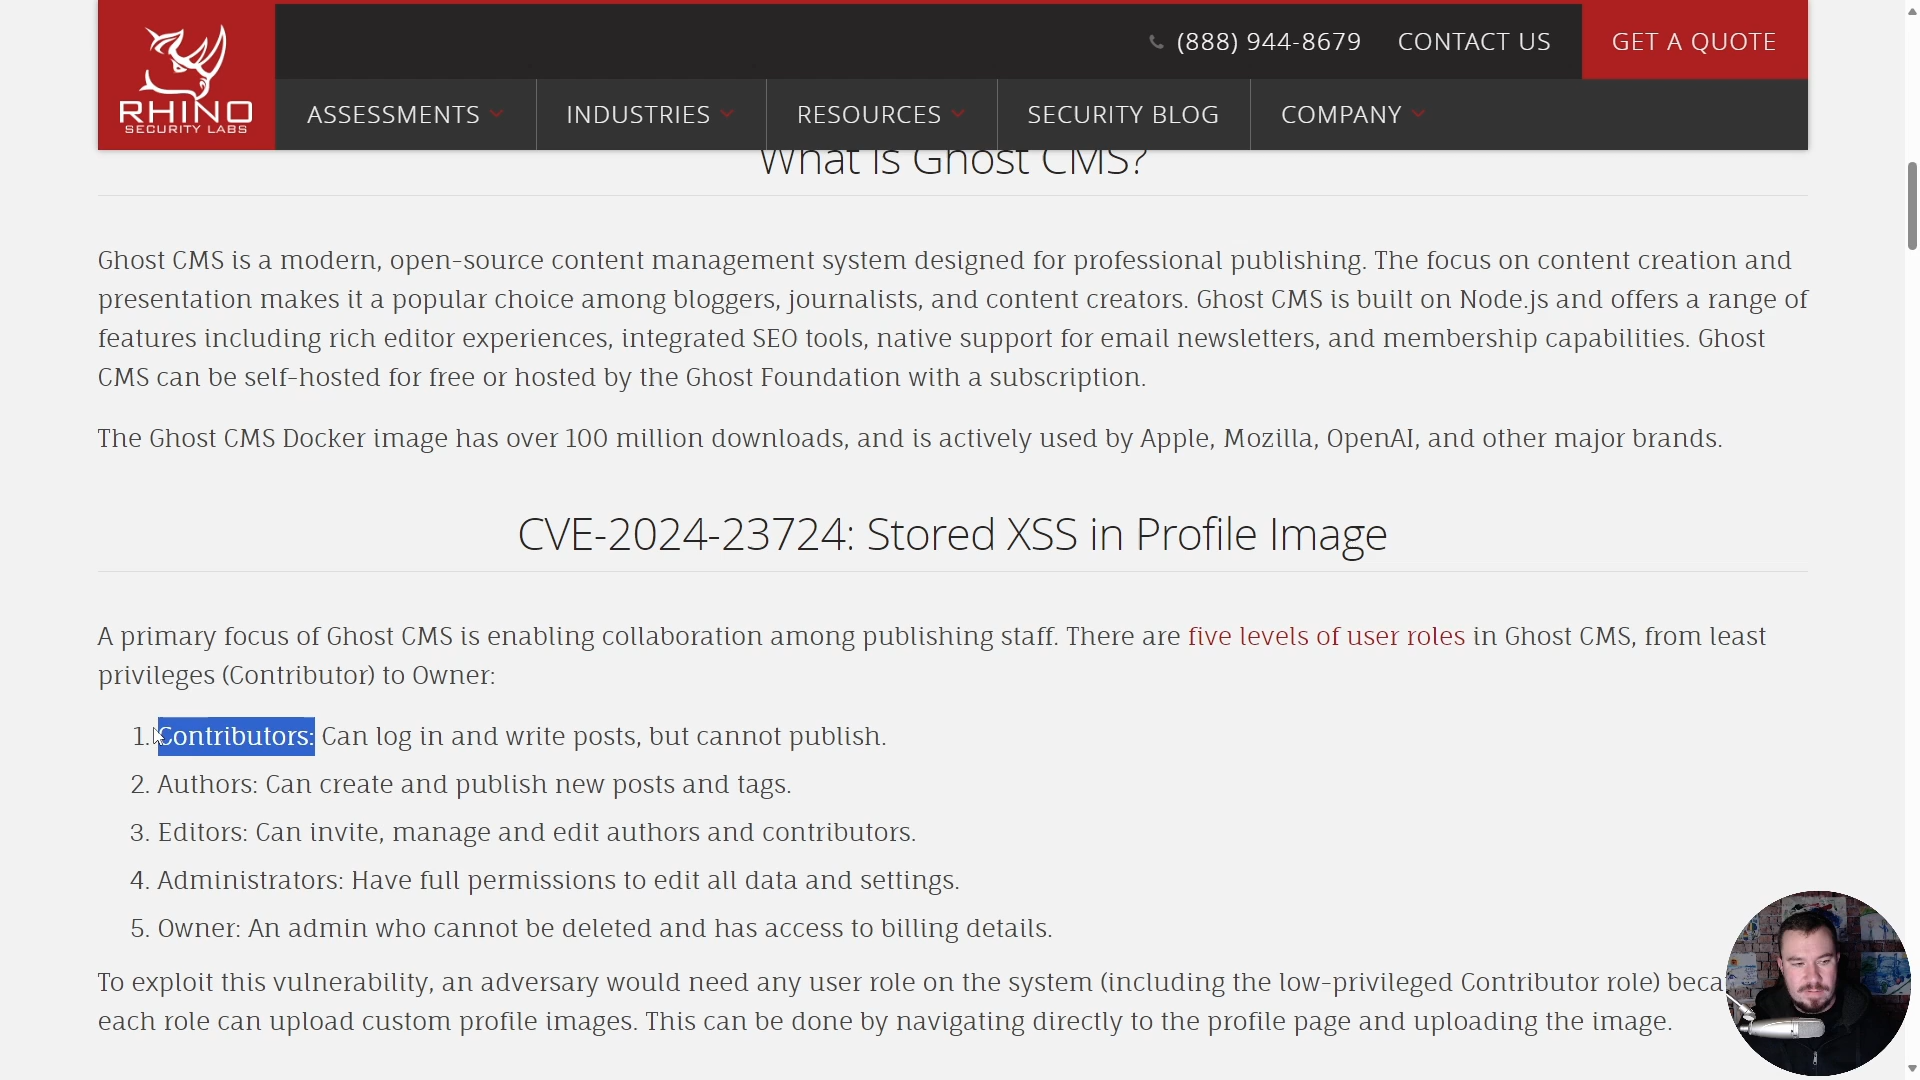 (888) 944-8679 CONTACT US GET A QUOTE
RHINO
SECURITY LABS
ASSESSMENTS INDUSTRIES RESOURCES SECURITY BLOG COMPANY
What is Ghost CMS?
Ghost CMS is a modern, open-source content management system designed for professional publishing. The focus on content creation and
presentation makes it a popular choice among bloggers, journalists, and content creators. Ghost CMS is built on Node.js and offers a range of
features including rich editor experiences, integrated SEO tools, native support for email newsletters, and membership capabilities. Ghost
CMS can be self-hosted for free or hosted by the Ghost Foundation with a subscription.
The Ghost CMS Docker image has over 100 million downloads, and is actively used by Apple, Mozilla, OpenAI, and other major brands.
CVE-2024-23724: Stored XSS in Profile Image
A primary focus of Ghost CMS is enabling collaboration among publishing staff. There are five levels of user roles in Ghost CMS, from least
privileges (Contributor) to Owner:
1. Contributors: Can log in and write posts, but cannot publish.
2. Authors: Can create and publish new posts and tags.
3. Editors: Can invite, manage and edit authors and contributors.
4. Administrators: Have full permissions to edit all data and settings.
5. Owner: An admin who cannot be deleted and has access to billing details.
To exploit this vulnerability, an adversary would need any user role on the system (including the low-privileged Contributor role)
each role can upload custom profile images. This can be done by navigating directly to the profile page and uploading the image.